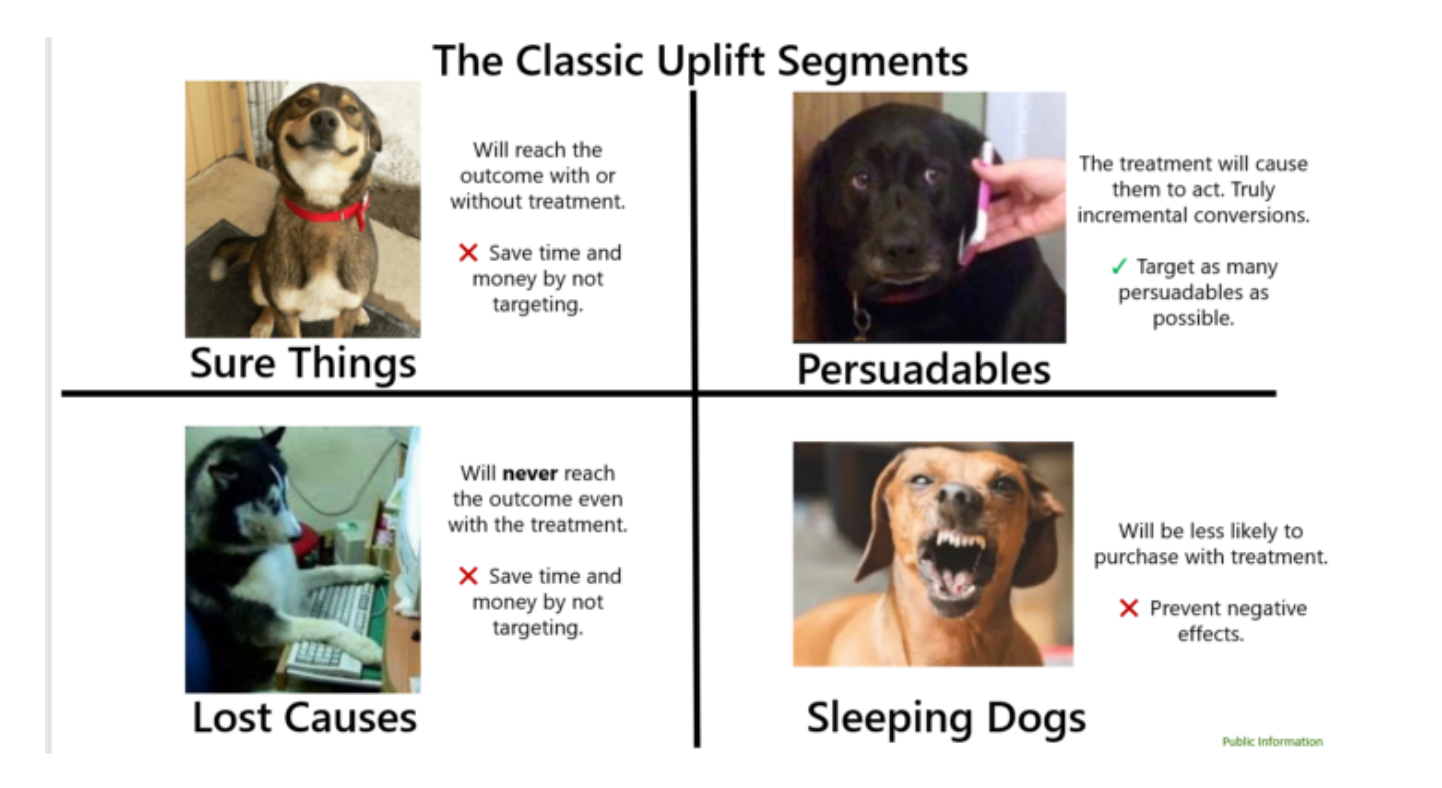 The Classic Uplift Segments
Will reach the
outcome with or
without treatment.
❌ Save time and
money by not
targeting.
Sure Things
The treatment will cause
them to act. Truly
incremental conversions.
✓ Target as many
persuadables as
possible.
Persuadables
Will never reach
the outcome even
with the treatment.
❌ Save time and
money by not
targeting.
Lost Causes
Will be less likely to
purchase with treatment.
❌ Prevent negative
effects.
Sleeping Dogs
Public Information